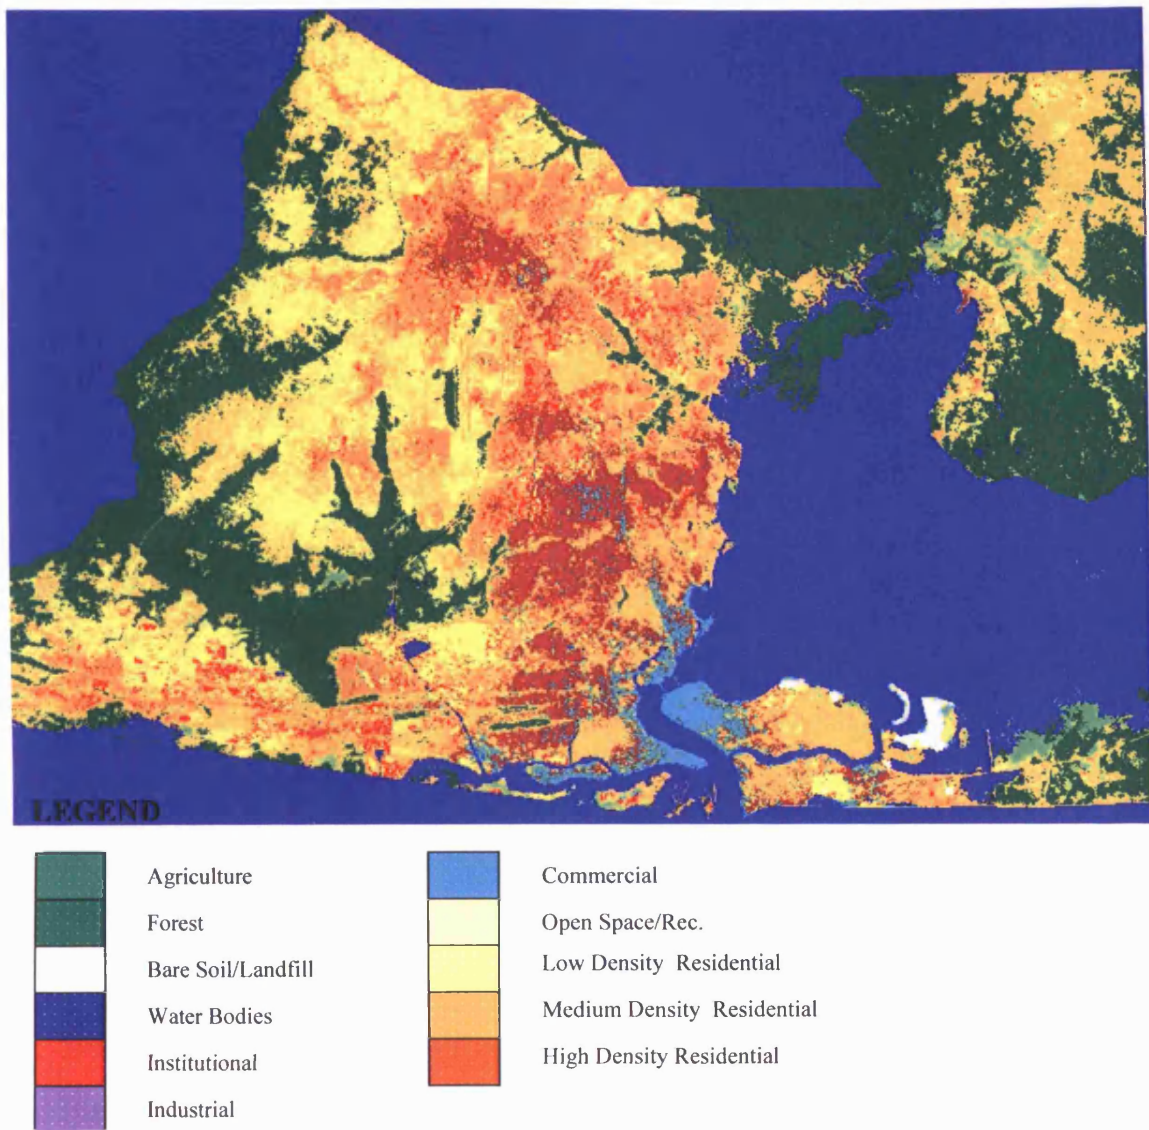 LEGEND
Agriculture
Forest
Bare Soil/Landfill
Water Bodies
Institutional
Industrial
Commercial
Open Space/Rec.
Low Density Residential
Medium Density Residential
High Density Residential